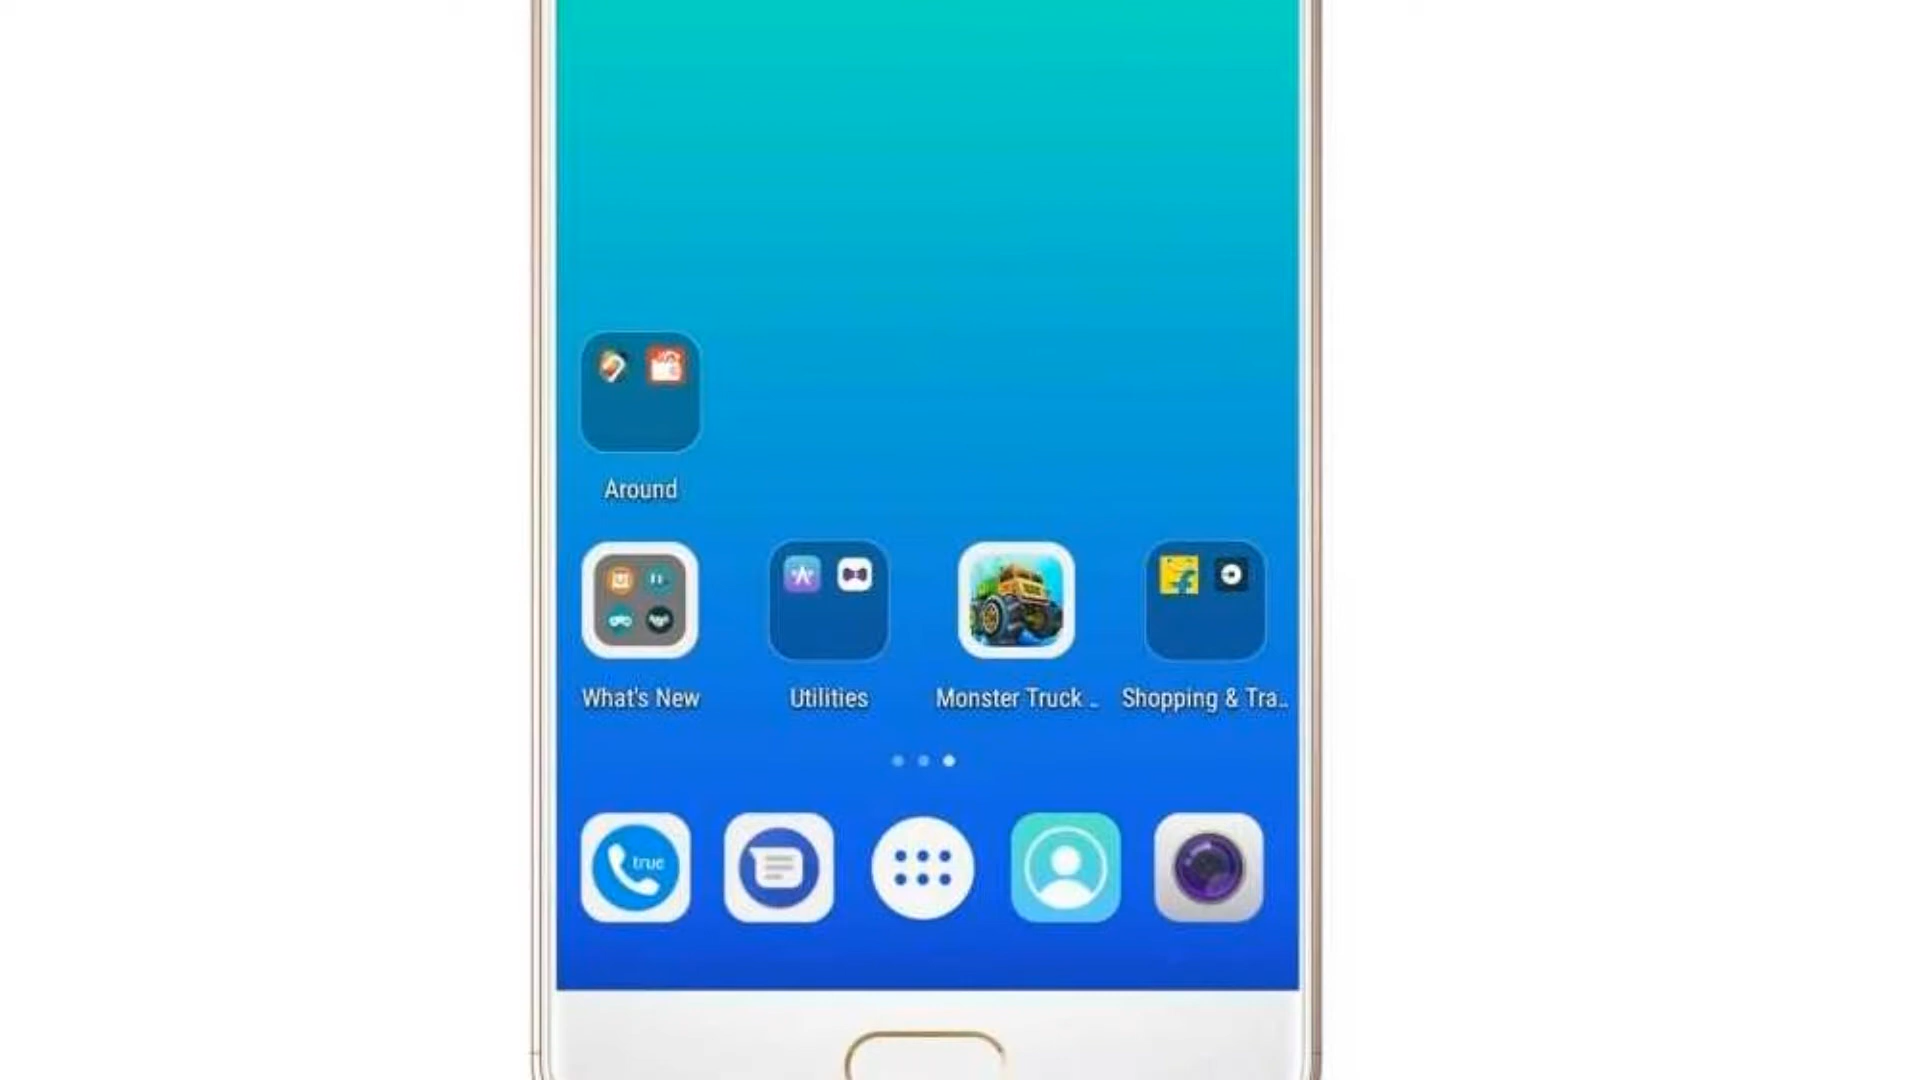 Around
What's New
Utilities
Monster Truck ..
Shopping & Tra..
true